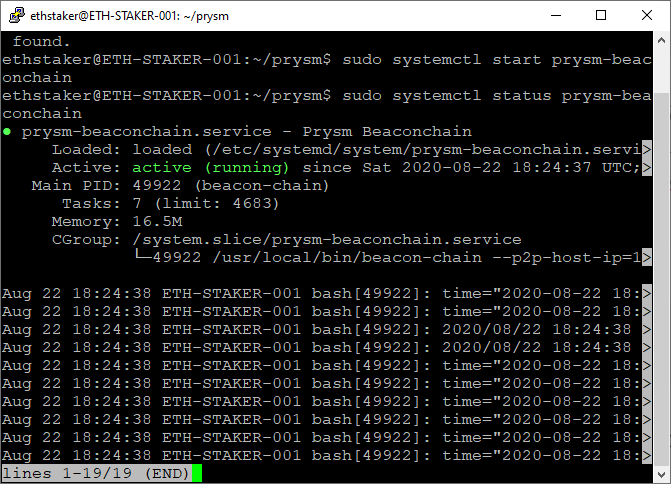 ethstaker@ETH-STAKER-001: ~/prysm
found.
ethstaker@ETH-STAKER-001:~/prysm$ sudo systemctl start prysm-beac
onchain
ethstaker@ETH-STAKER-001:~/prysm$ sudo systemctl status prysm-bea
conchain
● prysm-beaconchain.service - Prysm Beaconchain
Loaded: loaded (/etc/systemd/system/prysm-beaconchain.servi>
Active: active (running) since Sat 2020-08-22 18:24:37 UTC;>
Main PID: 49922 (beacon-chain)
Tasks: 7 (limit: 4683)
Memory: 16.5M
CGroup: /system.slice/prysm-beaconchain.service
└─49922 /usr/local/bin/beacon-chain --p2p-host-ip=1>
Aug 22 18:24:38 ETH-STAKER-001 bash[49922]: time="2020-08-22 18:>
Aug 22 18:24:38 ETH-STAKER-001 bash[49922]: time="2020-08-22 18:>
Aug 22 18:24:38 ETH-STAKER-001 bash[49922]: 2020/08/22 18:24:38 >
Aug 22 18:24:38 ETH-STAKER-001 bash[49922]: 2020/08/22 18:24:38 >
Aug 22 18:24:38 ETH-STAKER-001 bash[49922]: time="2020-08-22 18:>
Aug 22 18:24:38 ETH-STAKER-001 bash[49922]: time="2020-08-22 18:>
Aug 22 18:24:38 ETH-STAKER-001 bash[49922]: time="2020-08-22 18:>
Aug 22 18:24:38 ETH-STAKER-001 bash[49922]: time="2020-08-22 18:>
Aug 22 18:24:38 ETH-STAKER-001 bash[49922]: time="2020-08-22 18:>
Aug 22 18:24:38 ETH-STAKER-001 bash[49922]: time="2020-08-22 18:>
lines 1-19/19 (END)